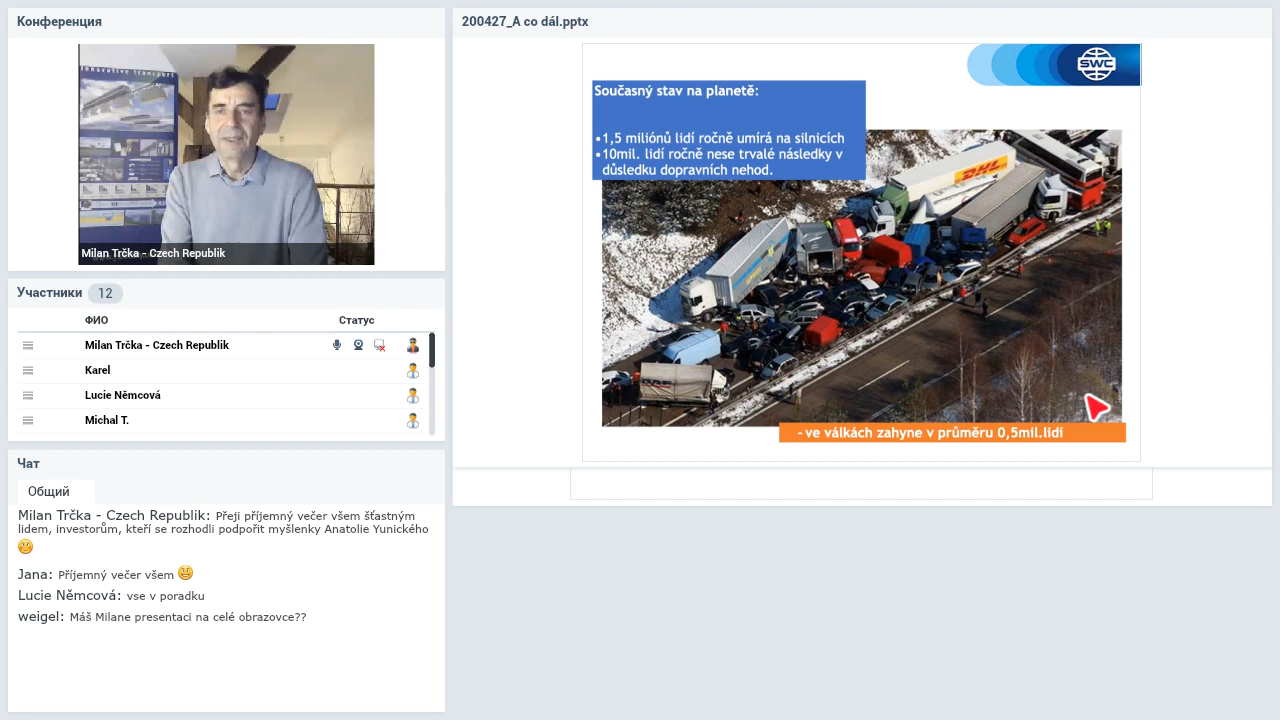 Конференция
Innovative transport
Milan Trčka - Czech Republik
Участники 12
ФИО Статус
Milan Trčka - Czech Republik
Karel
Lucie Němcová
Michal T.
Чат
Общий
Milan Trčka - Czech Republik: Přeji příjemný večer všem šťastným
lidem, investorům, kteří se rozhodli podpořit myšlenky Anatolie Yunického
Jana: Příjemný večer všem
Lucie Němcová: vse v poradku
weigel: Máš Milane presentaci na celé obrazovce??
200427_A co dál.pptx
SWC
Současný stav na planetě:
•1,5 miliónů lidí ročně umírá na silnicích
•10mil. lidí ročně nese trvalé následky v
důsledku dopravních nehod.
DHL
- ve válkách zahyne v průměru 0,5mil.lidí